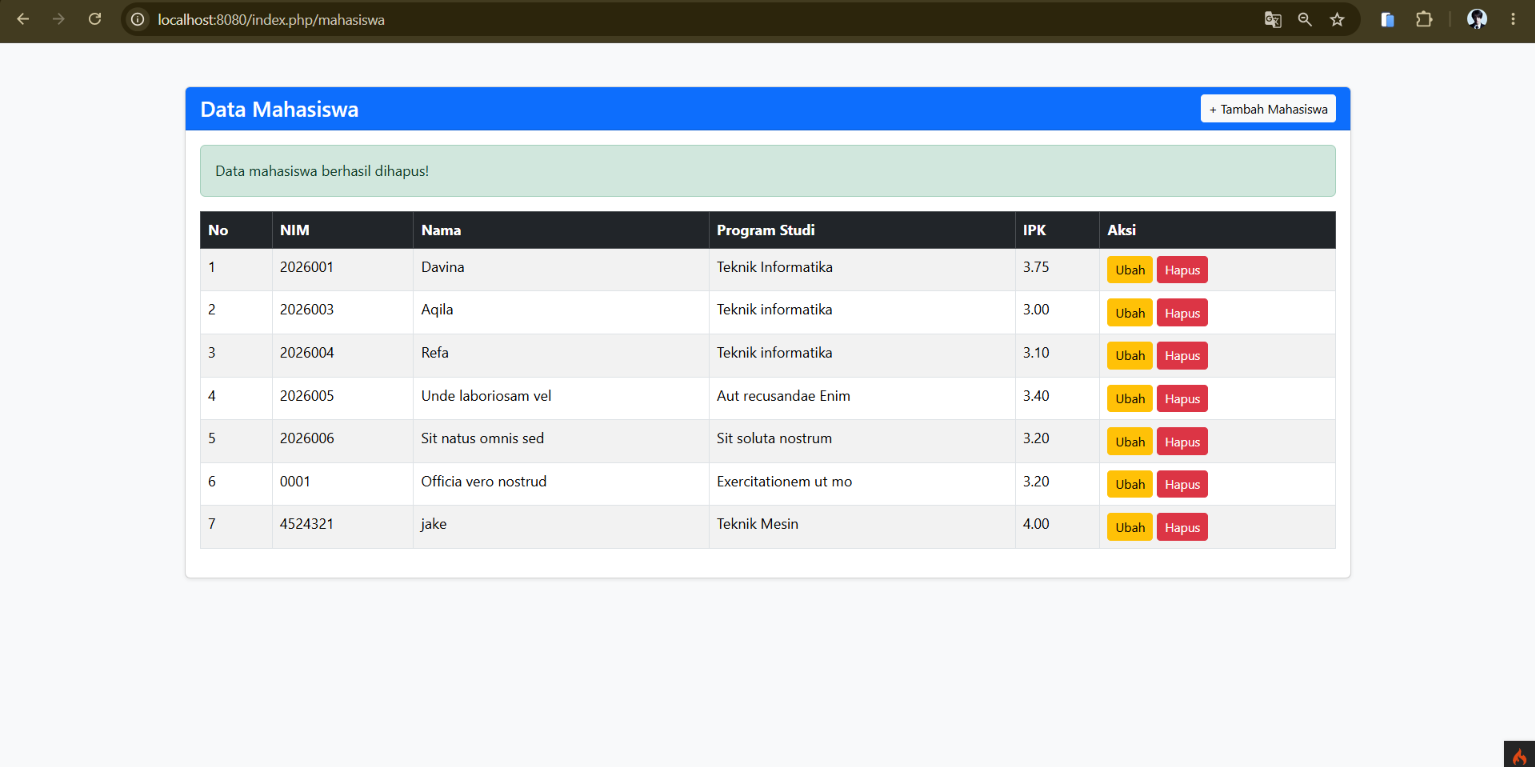 localhost:8080/index.php/mahasiswa
Data Mahasiswa
+ Tambah Mahasiswa
Data mahasiswa berhasil dihapus!
No NIM Nama Program Studi IPK Aksi
1 2026001 Davina Teknik Informatika 3.75 Ubah Hapus
2 2026003 Aqila Teknik informatika 3.00 Ubah Hapus
3 2026004 Refa Teknik informatika 3.10 Ubah Hapus
4 2026005 Unde laboriosam vel Aut recusandae Enim 3.40 Ubah Hapus
5 2026006 Sit natus omnis sed Sit soluta nostrum 3.20 Ubah Hapus
6 0001 Officia vero nostrud Exercitationem ut mo 3.20 Ubah Hapus
7 4524321 jake Teknik Mesin 4.00 Ubah Hapus